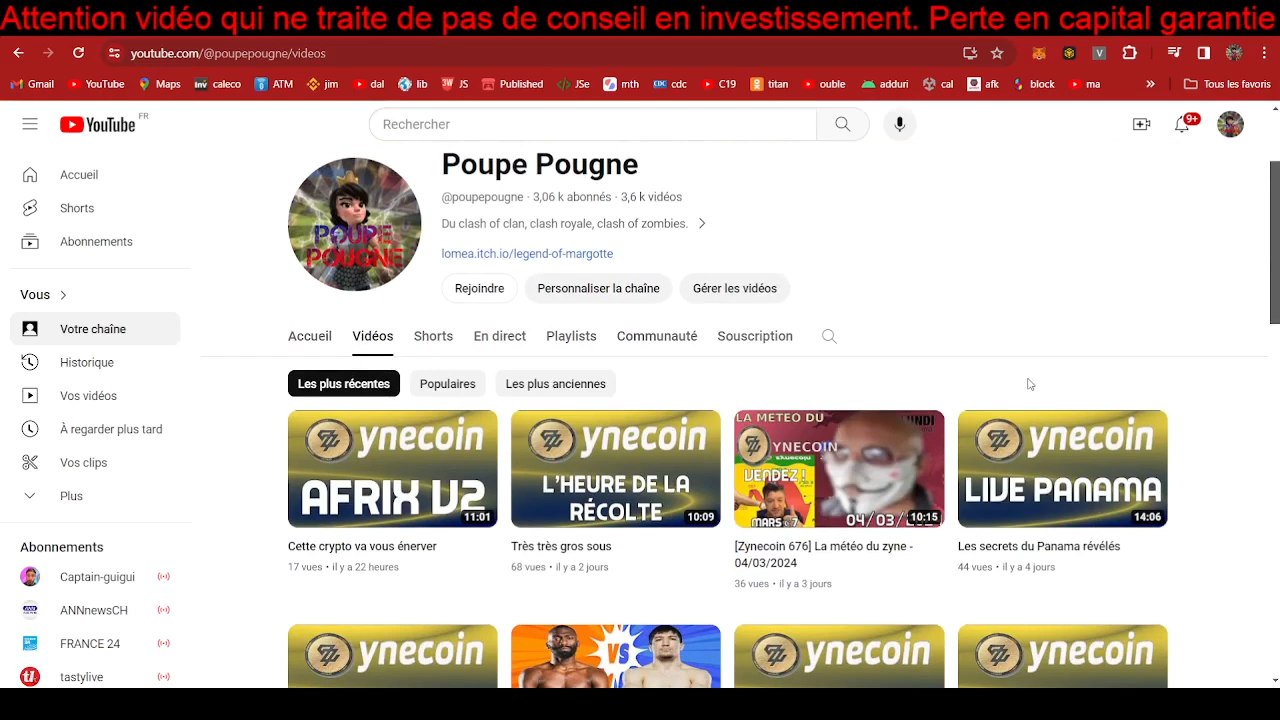 Attention vidéo qui ne traite de pas de conseil en investissement. Perte en capital garantie
youtube.com/@poupepougne/videos
Gmail YouTube Maps caleco ATM jim dal lib JS Published JSe mth cdc C19 titan ouble adduri cal afk block ma » Tous les favoris
YouTube FR
Rechercher
9+
Accueil
Shorts
Abonnements
Vous
Votre chaîne
Historique
Vos vidéos
À regarder plus tard
Vos clips
Plus
Abonnements
Captain-guigui
ANNnewsCH
FRANCE 24
tastylive
POUPE
POUGNE
Poupe Pougne
@poupepougne · 3,06 k abonnés · 3,6 k vidéos
Du clash of clan, clash royale, clash of zombies.
lomea.itch.io/legend-of-margotte
Rejoindre Personnaliser la chaîne Gérer les vidéos
Accueil Vidéos Shorts En direct Playlists Communauté Souscription
Les plus récentes Populaires Les plus anciennes
ynecoin
AFRIX V2
11:01
Cette crypto va vous énerver
17 vues • il y a 22 heures
ynecoin
L'HEURE DE LA
RÉCOLTE
10:09
Très très gros sous
68 vues • il y a 2 jours
LA METEO DU
YNECOIN
VENDEZ !
MARS
04/03/
10:15
[Zynecoin 676] La météo du zyne -
04/03/2024
36 vues • il y a 3 jours
ynecoin
LIVE PANAMA
14:06
Les secrets du Panama révélés
44 vues • il y a 4 jours
ynecoin
VS
ynecoin
ynecoin